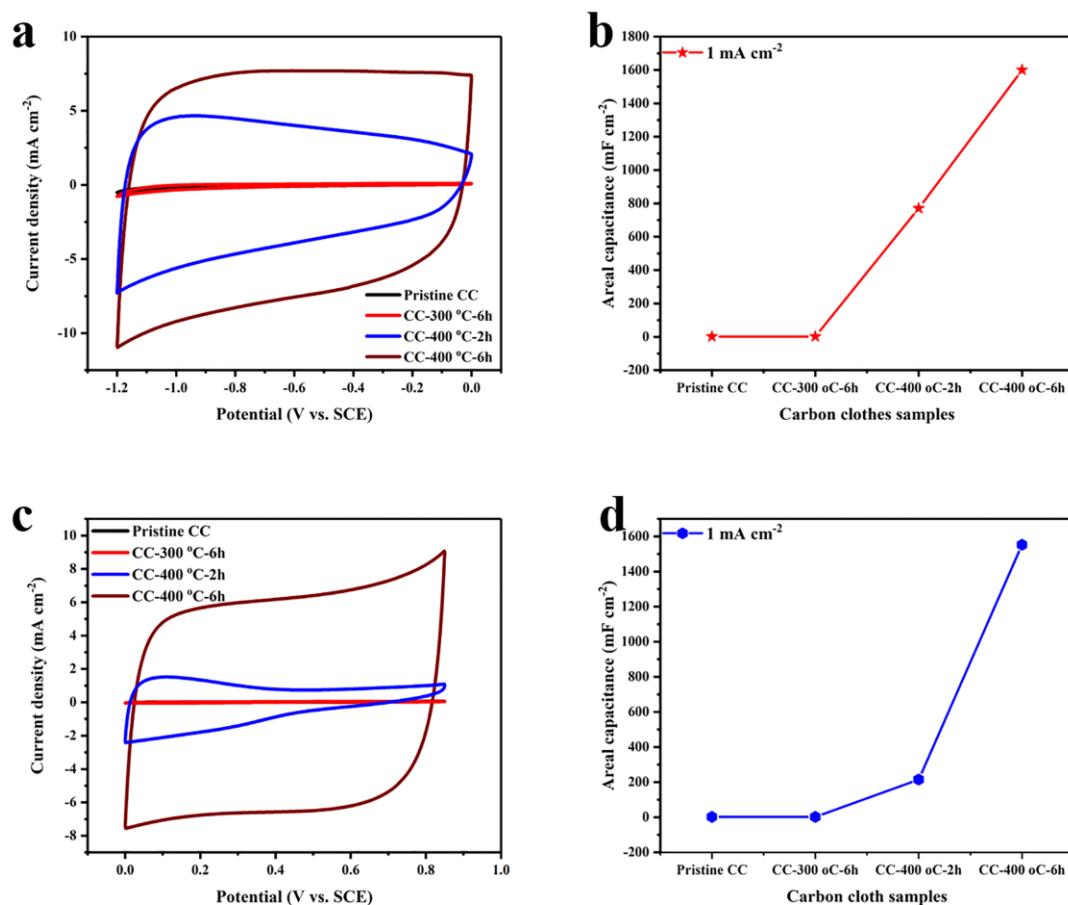 a
10
5
0
-5
-10
Current density (mA cm⁻²)
Pristine CC
CC-300 ºC-6h
CC-400 ºC-2h
CC-400 ºC-6h
-1.2 -1.0 -0.8 -0.6 -0.4 -0.2 0.0
Potential (V vs. SCE)
b
1800
1600
1400
1200
1000
800
600
400
200
0
-200
Areal capacitance (mF cm⁻²)
1 mA cm⁻²
Pristine CC CC-300 oC-6h CC-400 oC-2h CC-400 oC-6h
Carbon clothes samples
c
10
8
6
4
2
0
-2
-4
-6
-8
Current density (mA cm⁻²)
Pristine CC
CC-300 ºC-6h
CC-400 ºC-2h
CC-400 ºC-6h
0.0 0.2 0.4 0.6 0.8 1.0
Potential (V vs. SCE)
d
1600
1400
1200
1000
800
600
400
200
0
-200
Areal capacitance (mF cm⁻²)
1 mA cm⁻²
Pristine CC CC-300 oC-6h CC-400 oC-2h CC-400 oC-6h
Carbon cloth samples